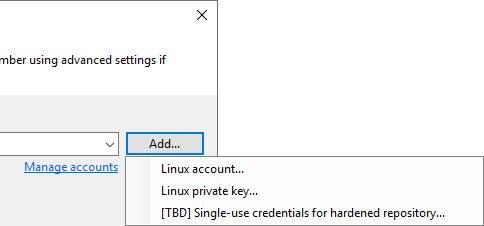 mber using advanced settings if
Add...
Manage accounts
Linux account...
Linux private key...
[TBD] Single-use credentials for hardened repository...